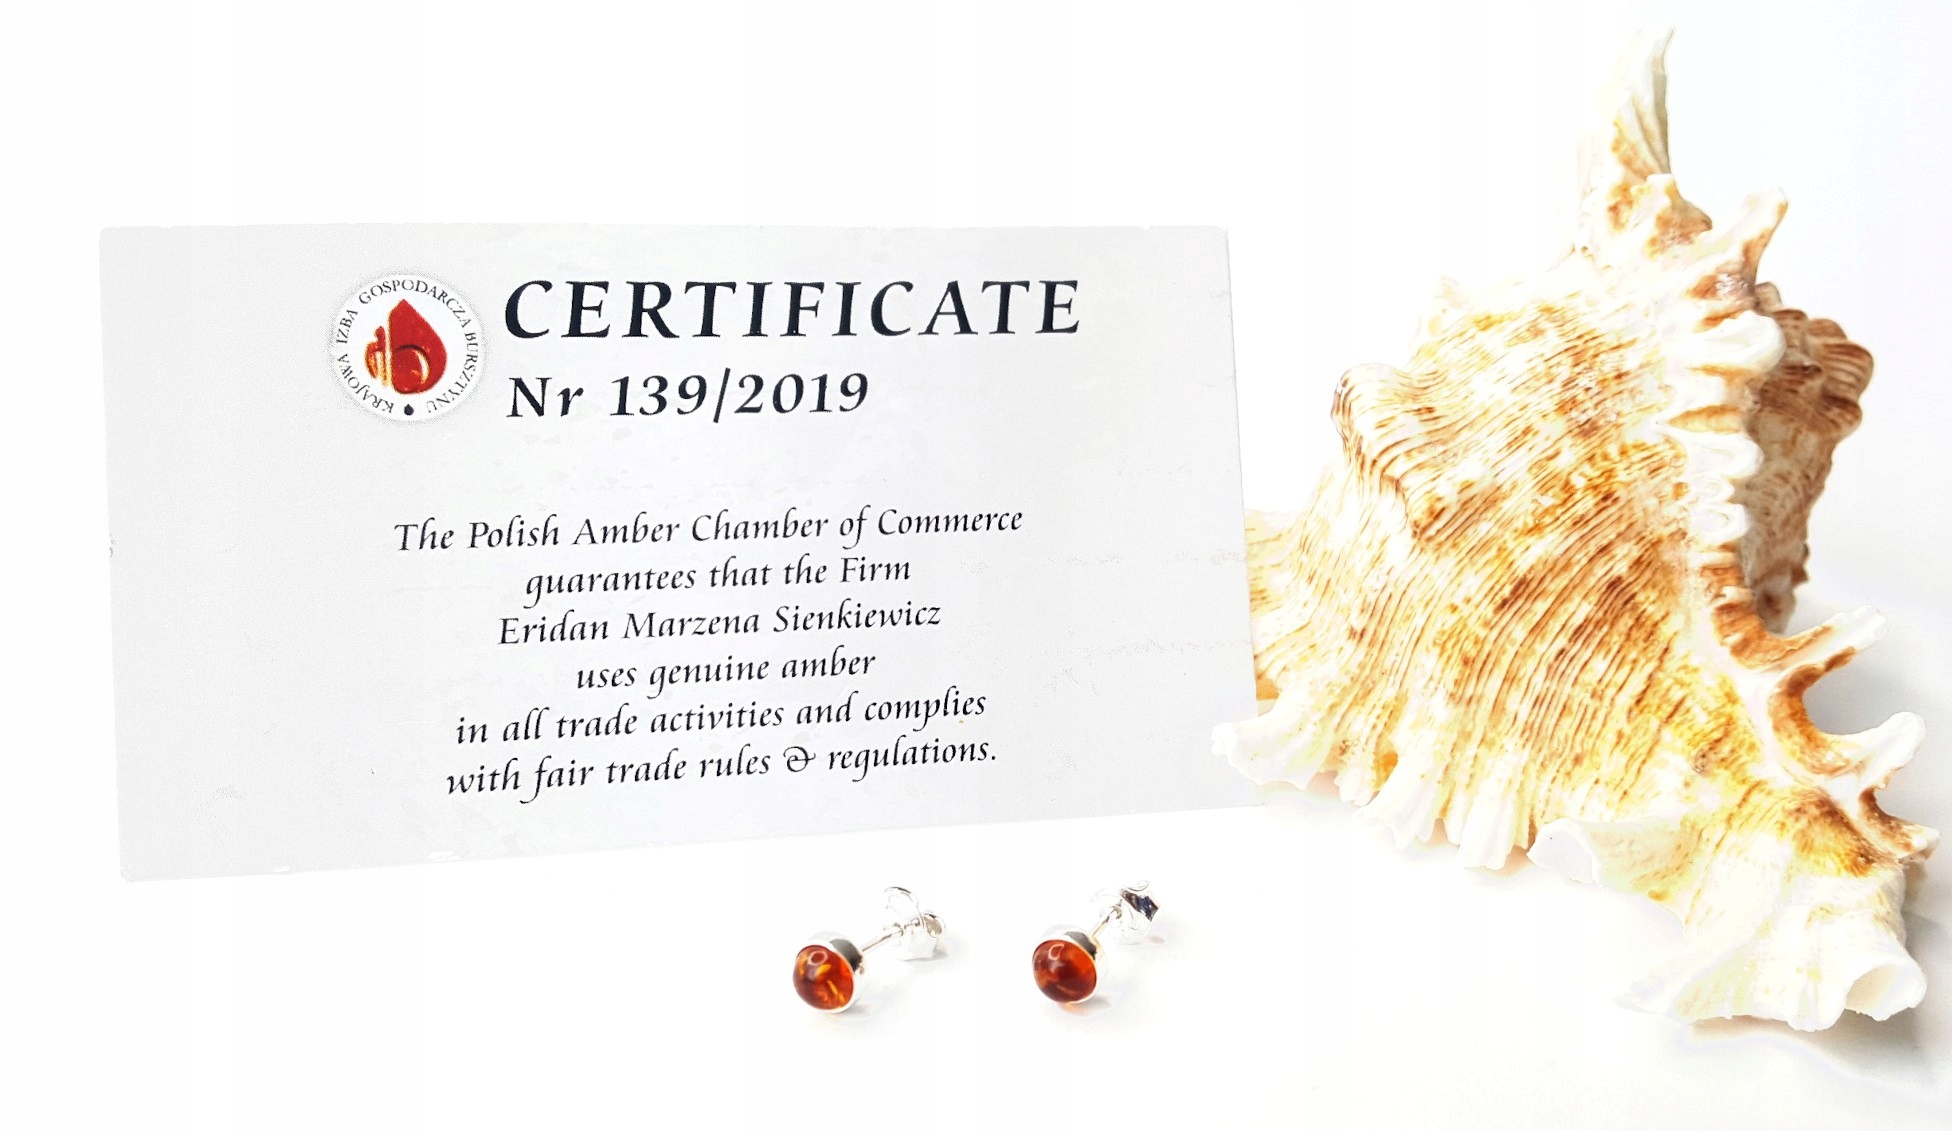 KRAJOWA IZBA GOSPODARCZA BURSZTYNU
CERTIFICATE
Nr 139/2019
The Polish Amber Chamber of Commerce
guarantees that the Firm
Eridan Marzena Sienkiewicz
uses genuine amber
in all trade activities and complies
with fair trade rules & regulations.